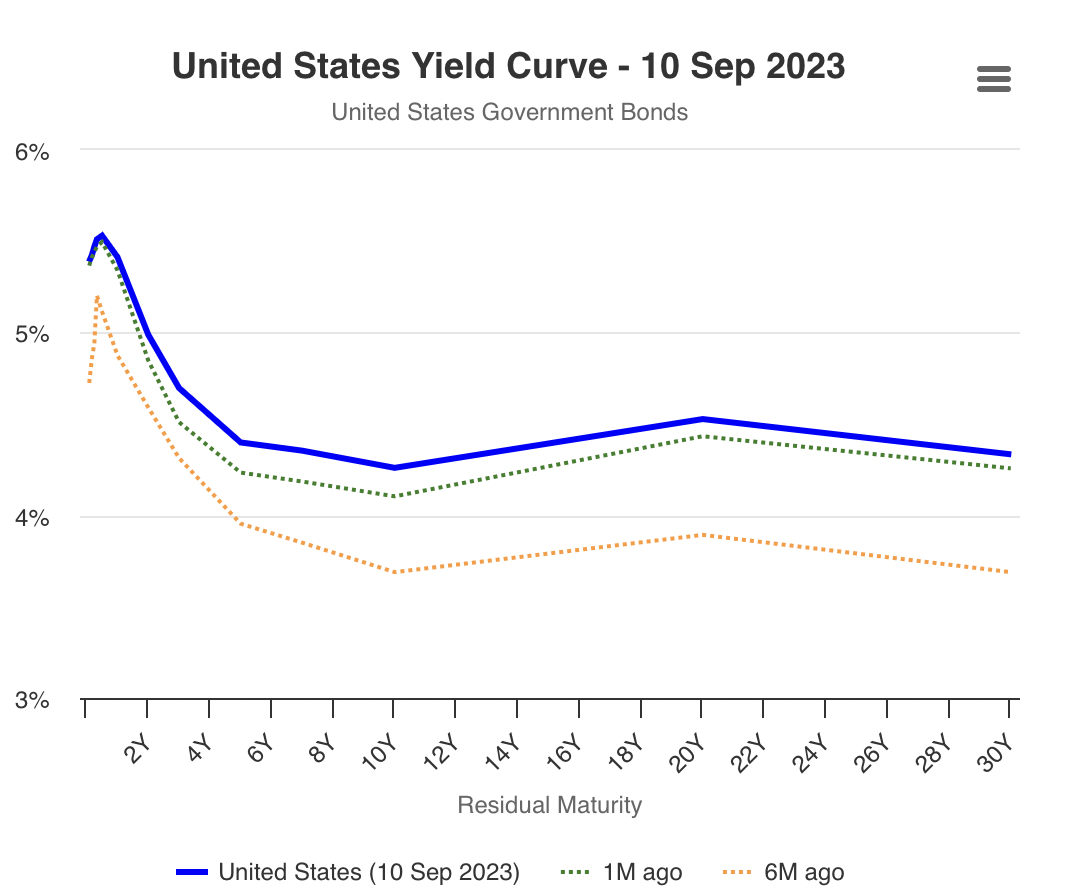 United States Yield Curve - 10 Sep 2023
United States Government Bonds
6%
5%
4%
3%
2Y 4Y 6Y 8Y 10Y 12Y 14Y 16Y 18Y 20Y 22Y 24Y 26Y 28Y 30Y
Residual Maturity
United States (10 Sep 2023) 1M ago 6M ago